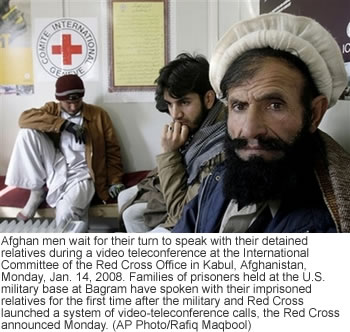 COMITE INTERNATIONAL
GENEVE
Afghan men wait for their turn to speak with their detained
relatives during a video teleconference at the International
Committee of the Red Cross Office in Kabul, Afghanistan,
Monday, Jan. 14, 2008. Families of prisoners held at the U.S.
military base at Bagram have spoken with their imprisoned
relatives for the first time after the military and Red Cross
launched a system of video-teleconference calls, the Red Cross
announced Monday. (AP Photo/Rafiq Maqbool)